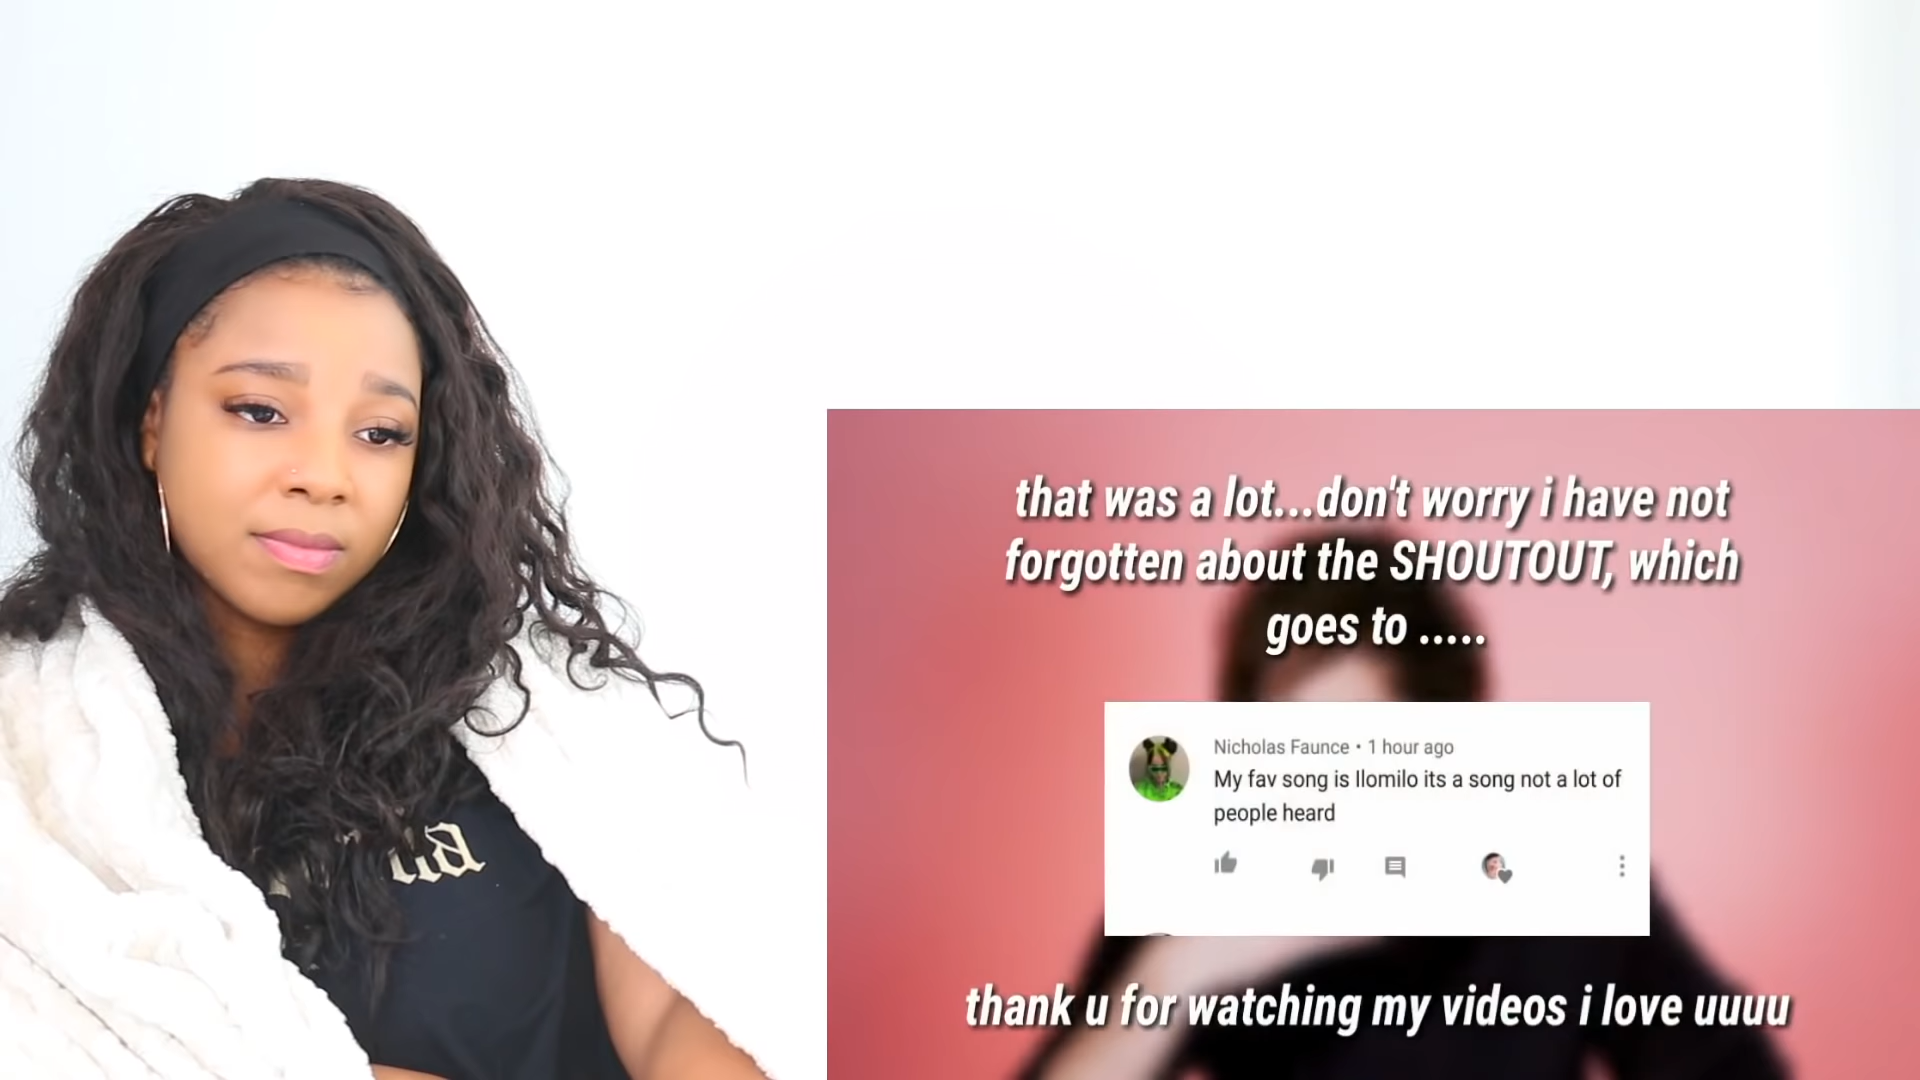 that was a lot...don't worry i have not
forgotten about the SHOUTOUT, which
goes to .....
Nicholas Faunce • 1 hour ago
My fav song is Ilomilo its a song not a lot of
people heard
thank u for watching my videos i love uuuu